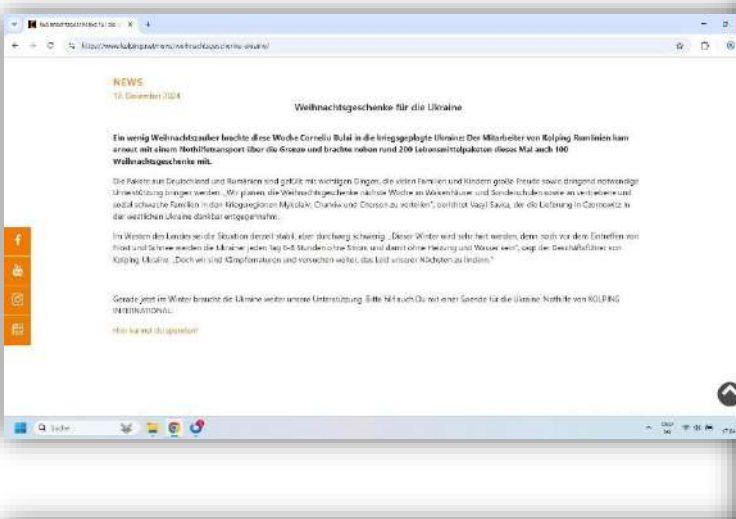 https://www.kolping.net/news/weihnachtsgeschenke-ukraine/
NEWS
Dezember 2024
Weihnachtsgeschenke für die Ukraine
Ein wenig Weihnachtszauber brachte diese Woche Corneliu Bulai in die kriegsgeplagte Ukraine: Der Mitarbeiter von Kolping Rumänien kam
erneut mit einem Nothilfetransport über die Grenze und brachte neben rund 200 Lebensmittelpaketen dieses Mal auch 100
Weihnachtsgeschenke mit.
Die Pakete aus Deutschland und Rumänien sind gefüllt mit wichtigen Dingen, die vielen Familien und Kindern große Freude sowie dringend notwendige
Unterstützung bringen werden. „Wir planen, die Weihnachtsgeschenke nächste Woche an Waisenhäuser und Sonderschulen sowie an vertriebene und
sozial schwache Familien in den Kriegsregionen Mykolaiv, Charkiw und Cherson zu verteilen“, berichtet Vasyl Savka, der die Lieferung in Czernowitz in
der westlichen Ukraine dankbar entgegennahm.
Im Westen des Landes sei die Situation derzeit stabil, aber durchweg schwierig. „Dieser Winter wird sehr hart werden, denn noch vor dem Eintreffen von
Frost und Schnee werden die Ukrainer jeden Tag 6-8 Stunden ohne Strom und damit ohne Heizung und Wasser sein“, sagt der Geschäftsführer von
Kolping Ukraine. „Doch wir sind Kämpfernaturen und versuchen weiter, das Leid unserer Nächsten zu lindern.“
Gerade jetzt im Winter braucht die Ukraine weiter unsere Unterstützung. Bitte hilf auch Du mit einer Spende für die Ukraine-Nothilfe von KOLPING
INTERNATIONAL:
Hier kannst du spenden!
Suche